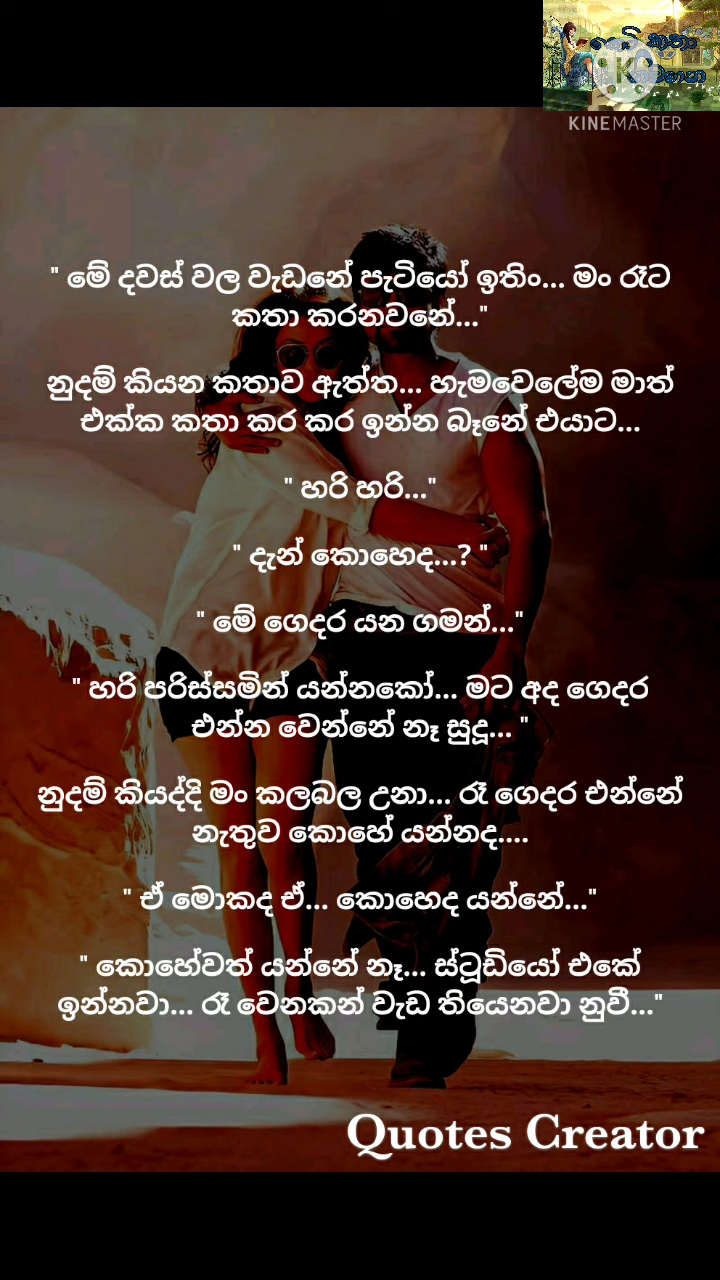 කතා
KINEMASTER
" මේ දවස් වල වැඩනේ පැටියෝ ඉතිං... මං රෑට
කතා කරනවනේ..."
නුදම් කියන කතාව ඇත්ත... හැමවෙලේම මාත්
එක්ක කතා කර කර ඉන්න බෑනේ එයාට...
" හරි හරි..."
" දැන් කොහෙද...? "
" මේ ගෙදර යන ගමන්..."
" හරි පරිස්සමින් යන්නකෝ... මට අද ගෙදර
එන්න වෙන්නේ නෑ සුදූ... "
නුදම් කියද්දි මං කලබල උනා... රෑ ගෙදර එන්නේ
නැතුව කොහේ යන්නද....
" ඒ මොකද ඒ... කොහෙද යන්නේ..."
" කොහේවත් යන්නේ නෑ... ස්ටූඩියෝ එකේ
ඉන්නවා... රෑ වෙනකන් වැඩ තියෙනවා නුවී..."
Quotes Creator